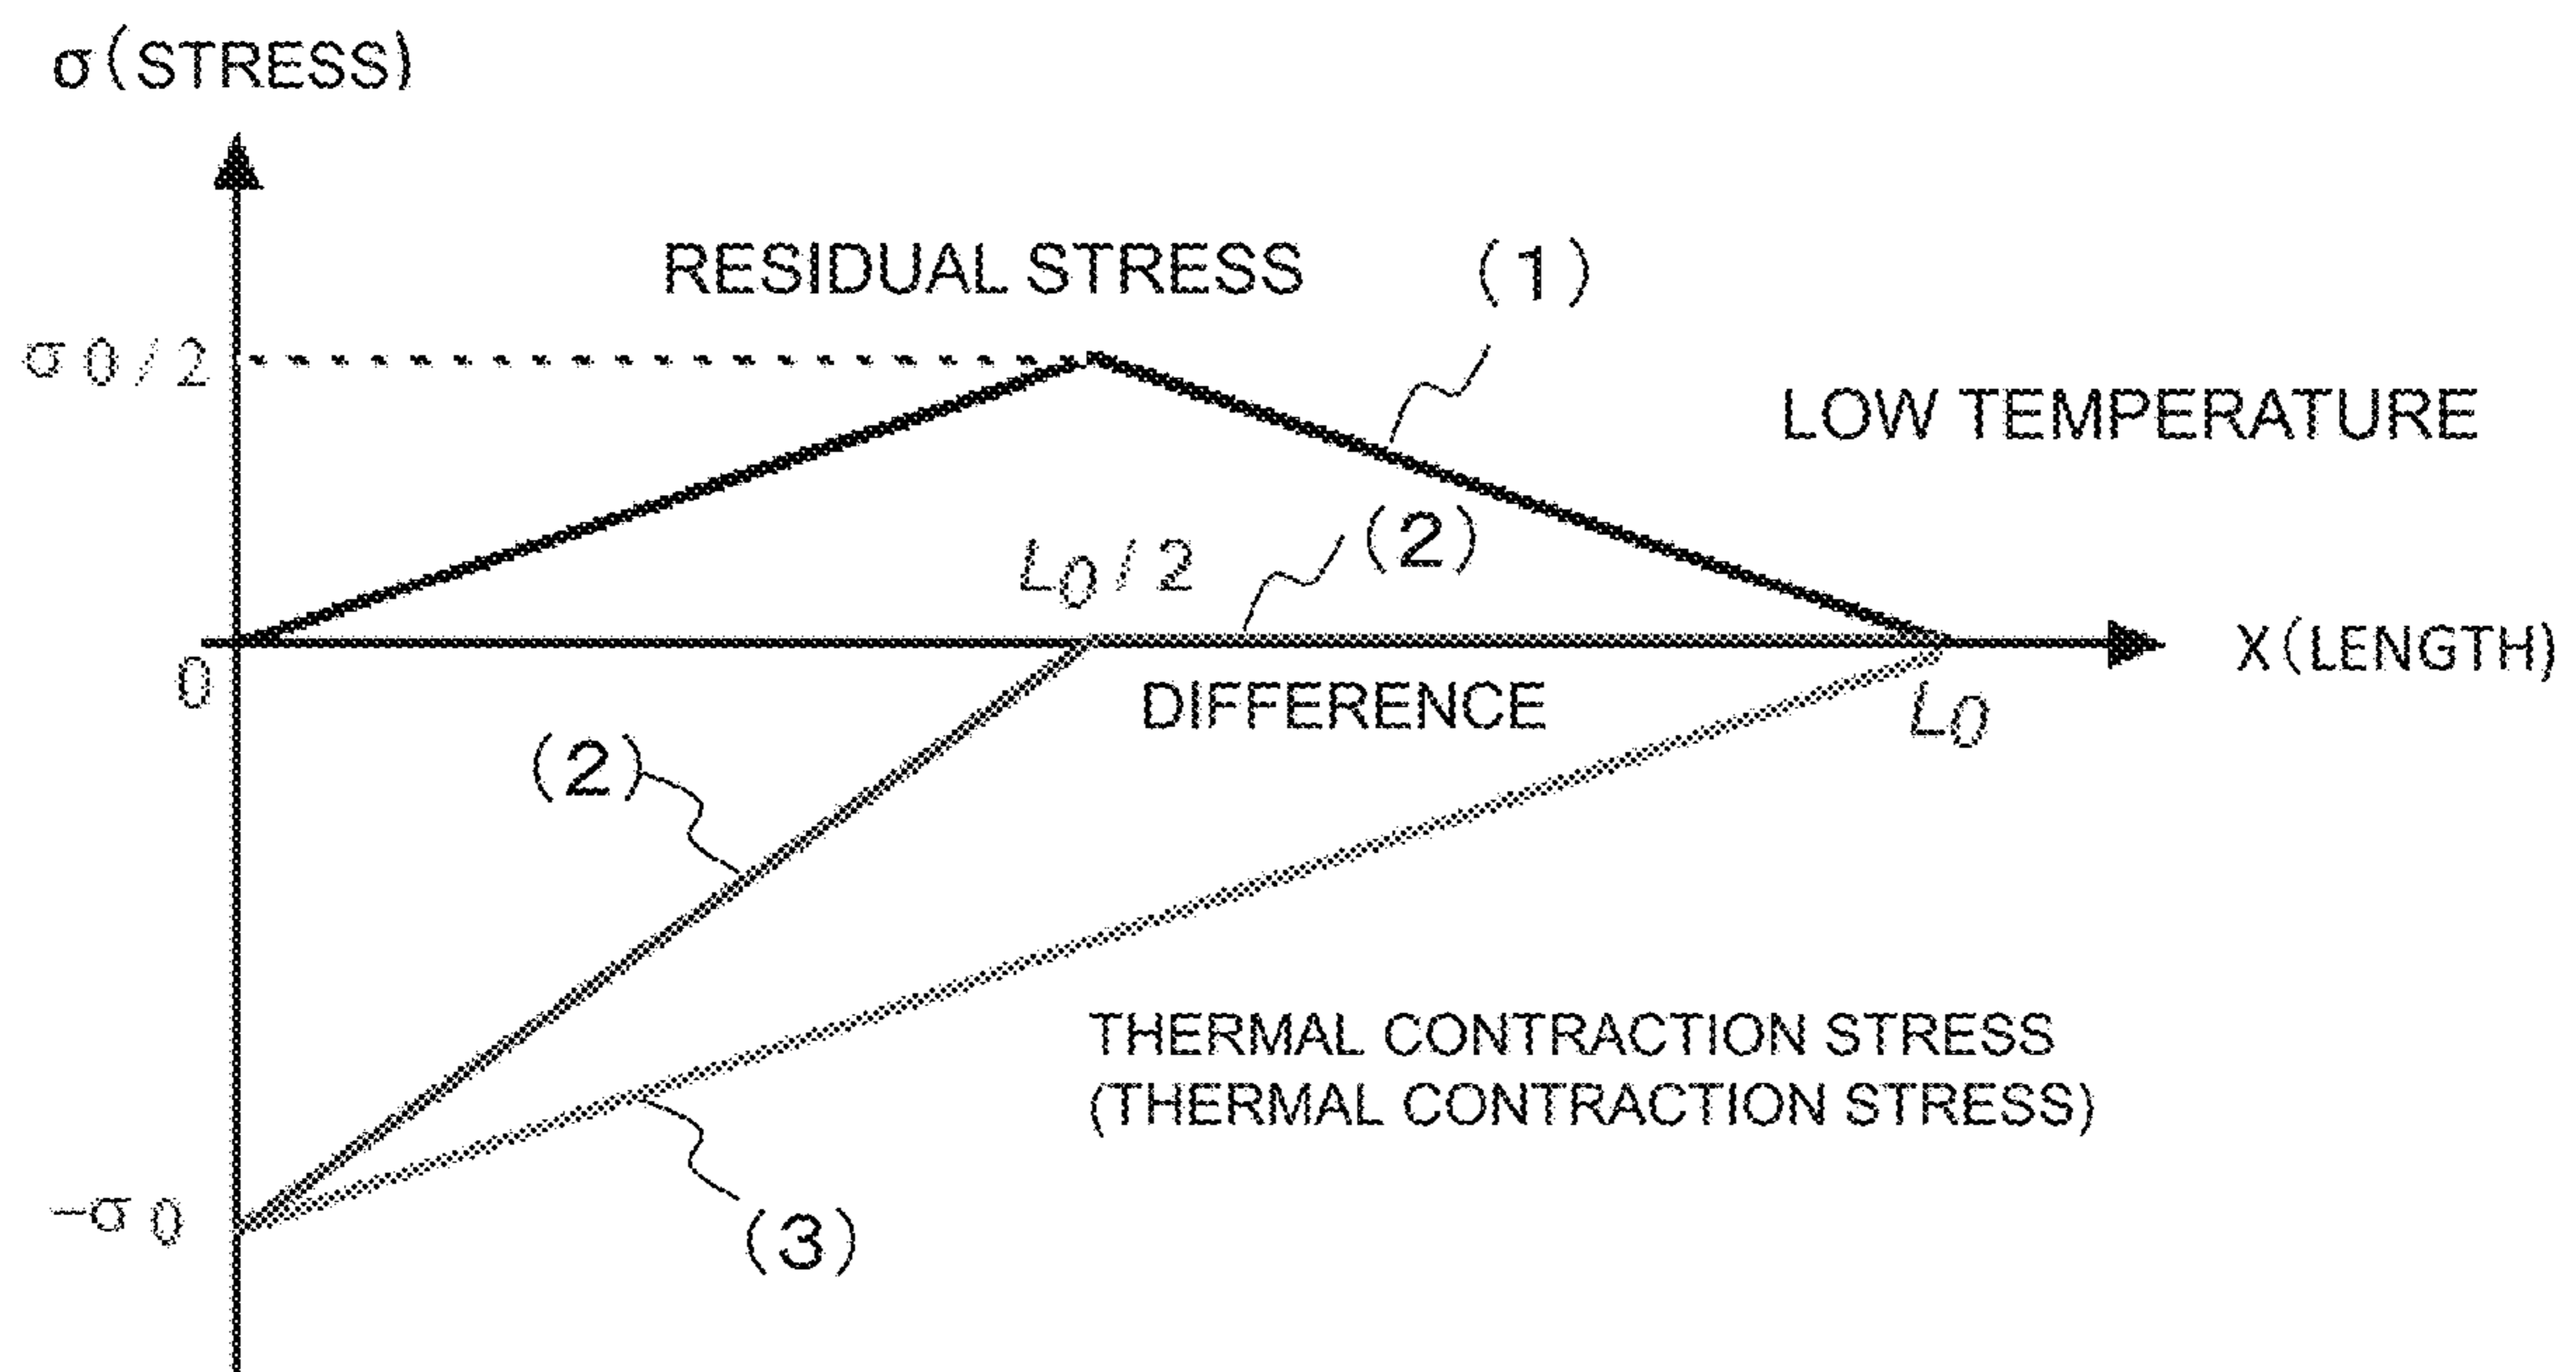 σ(STRESS)
RESIDUAL STRESS
(1)
σ0/2
LOW TEMPERATURE
(2)
L0/2
0
X(LENGTH)
DIFFERENCE
L0
(2)
THERMAL CONTRACTION STRESS
(THERMAL CONTRACTION STRESS)
−σ0
(3)